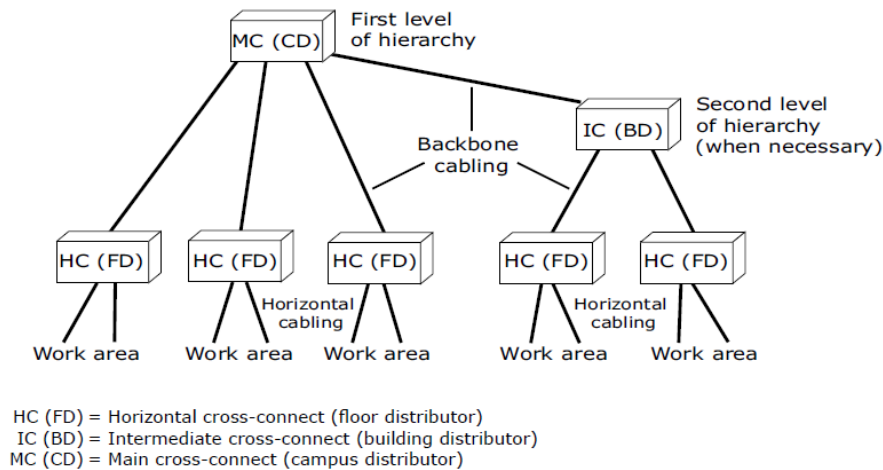 MC (CD)
First level
of hierarchy
IC (BD)
Second level
of hierarchy
(when necessary)
Backbone
cabling
HC (FD)
HC (FD)
HC (FD)
HC (FD)
HC (FD)
Horizontal
cabling
Horizontal
cabling
Work area
Work area
Work area
Work area
Work area
HC (FD) = Horizontal cross-connect (floor distributor)
IC (BD) = Intermediate cross-connect (building distributor)
MC (CD) = Main cross-connect (campus distributor)